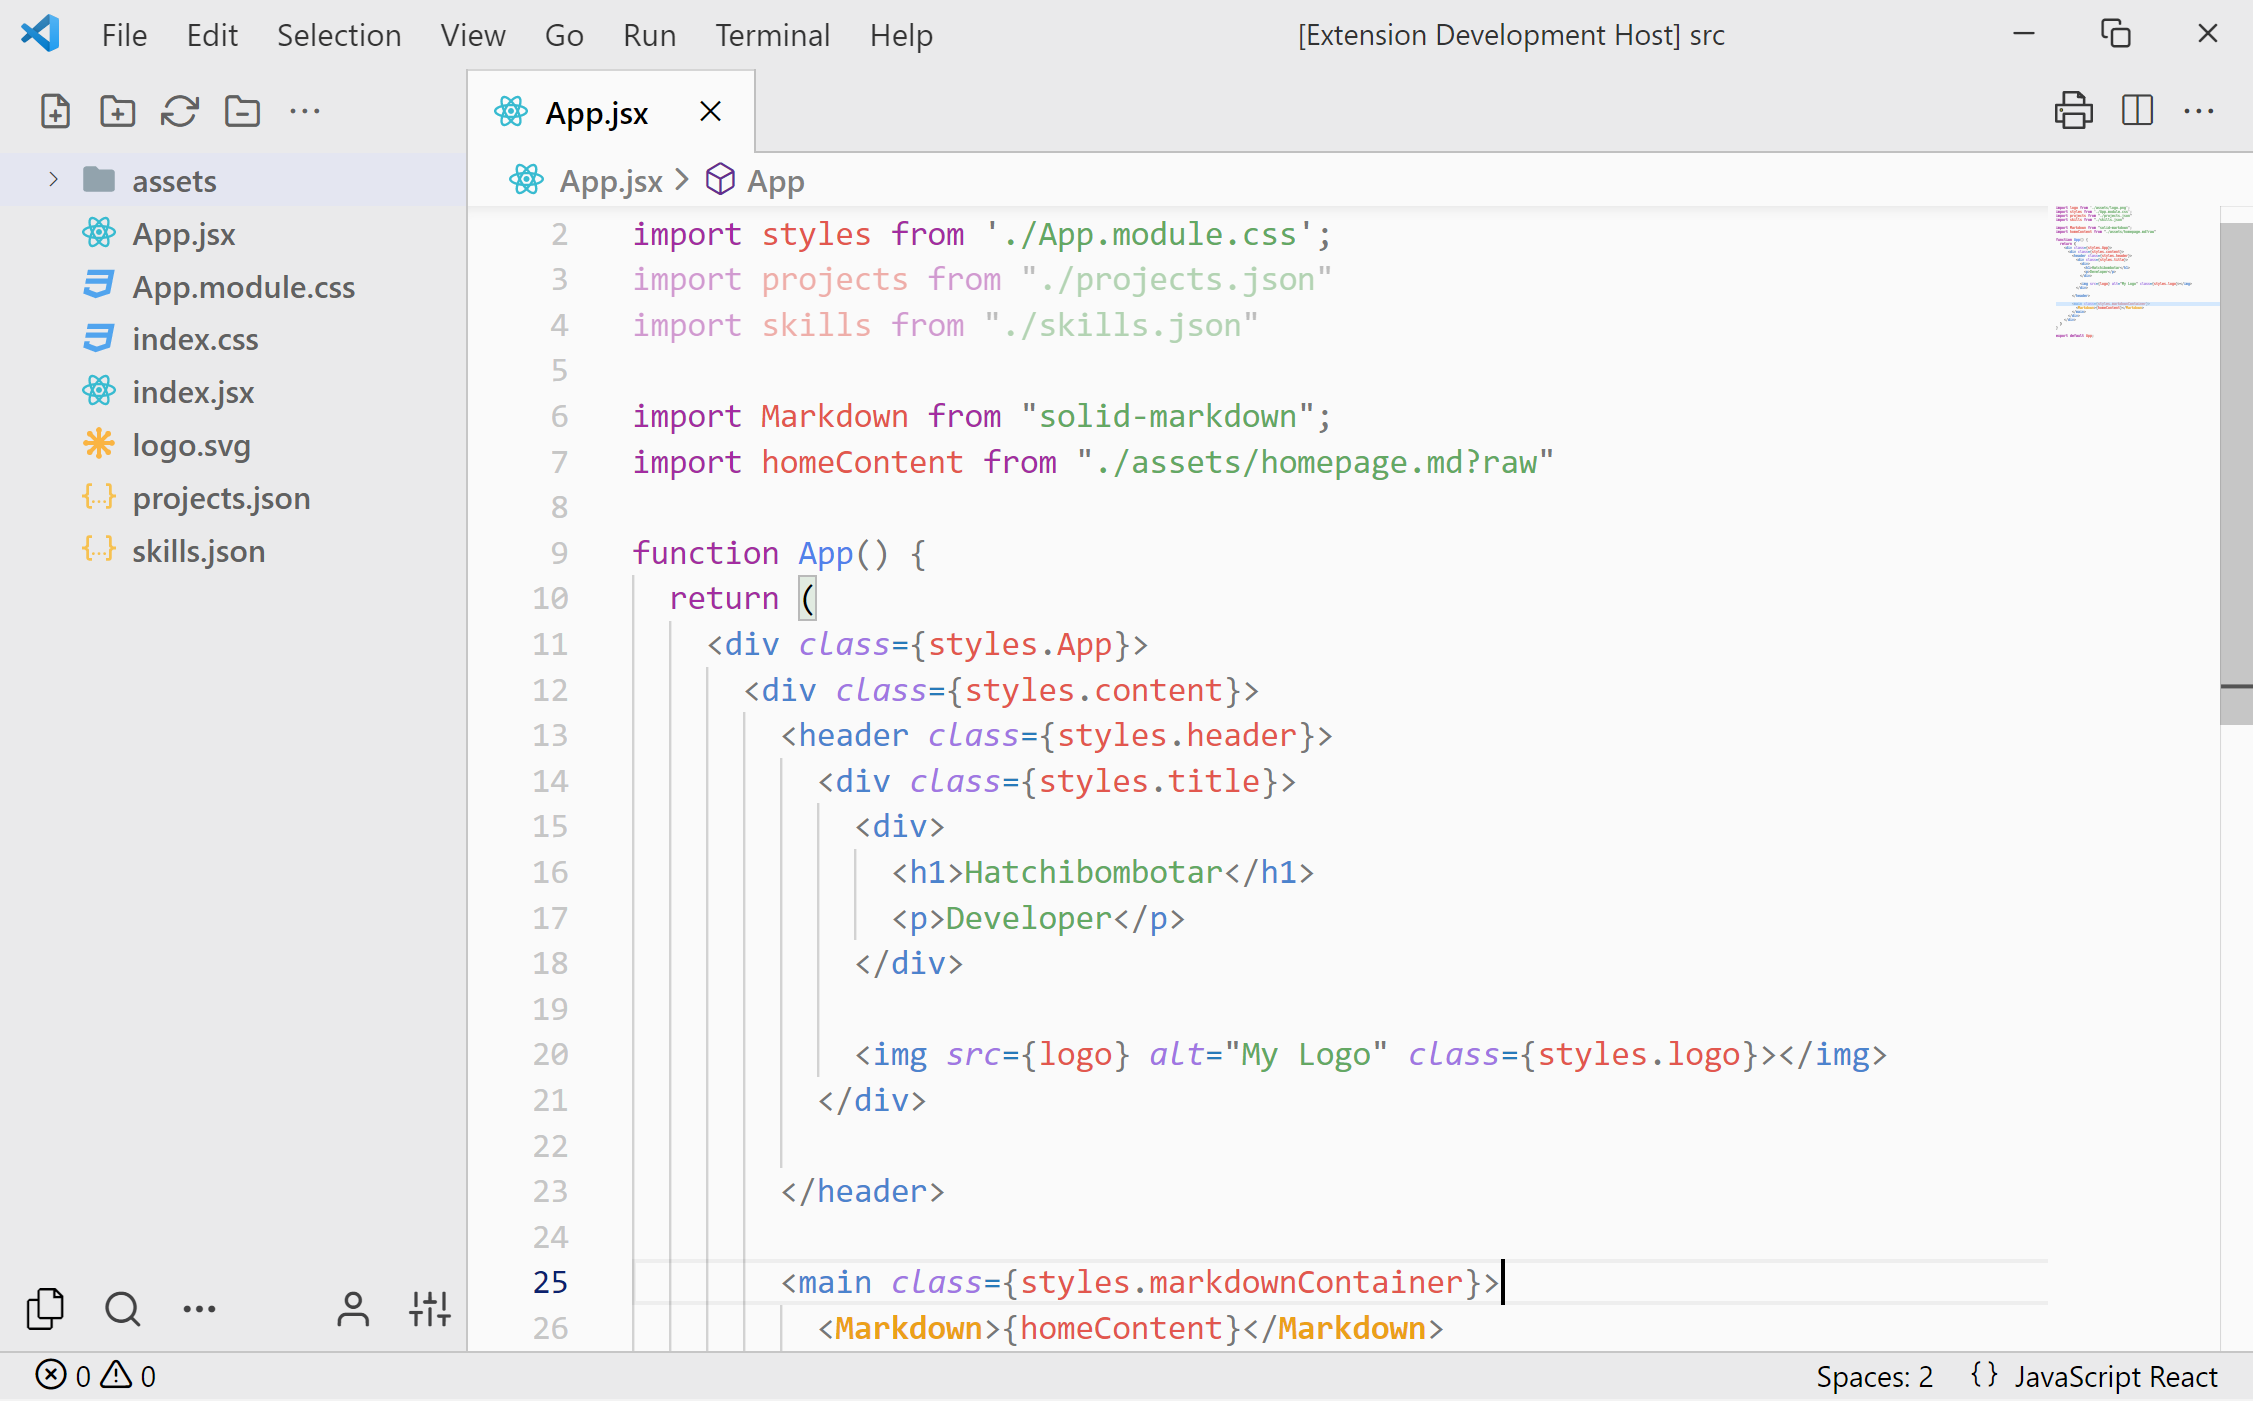 File Edit Selection View Go Run Terminal Help [Extension Development Host] src
App.jsx
App.jsx > App
assets
App.jsx
App.module.css
index.css
index.jsx
logo.svg
projects.json
skills.json
2 import styles from './App.module.css';
3 import projects from "./projects.json"
4 import skills from "./skills.json"
5
6 import Markdown from "solid-markdown";
7 import homeContent from "./assets/homepage.md?raw"
8
9 function App() {
10 return (
11 <div class={styles.App}>
12 <div class={styles.content}>
13 <header class={styles.header}>
14 <div class={styles.title}>
15 <div>
16 <h1>Hatchibombotar</h1>
17 <p>Developer</p>
18 </div>
19
20 <img src={logo} alt="My Logo" class={styles.logo}></img>
21 </div>
22
23 </header>
24
25 <main class={styles.markdownContainer}>
26 <Markdown>{homeContent}</Markdown>
0 0 Spaces: 2 {} JavaScript React